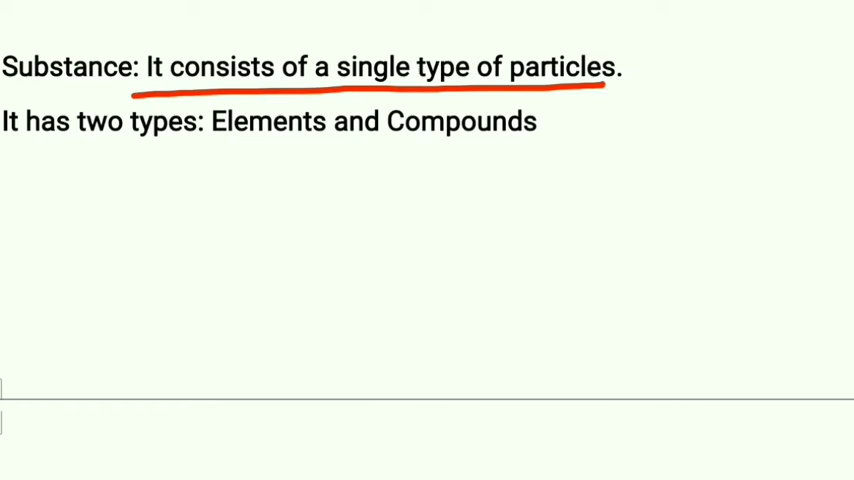 Substance: It consists of a single type of particles.
It has two types: Elements and Compounds